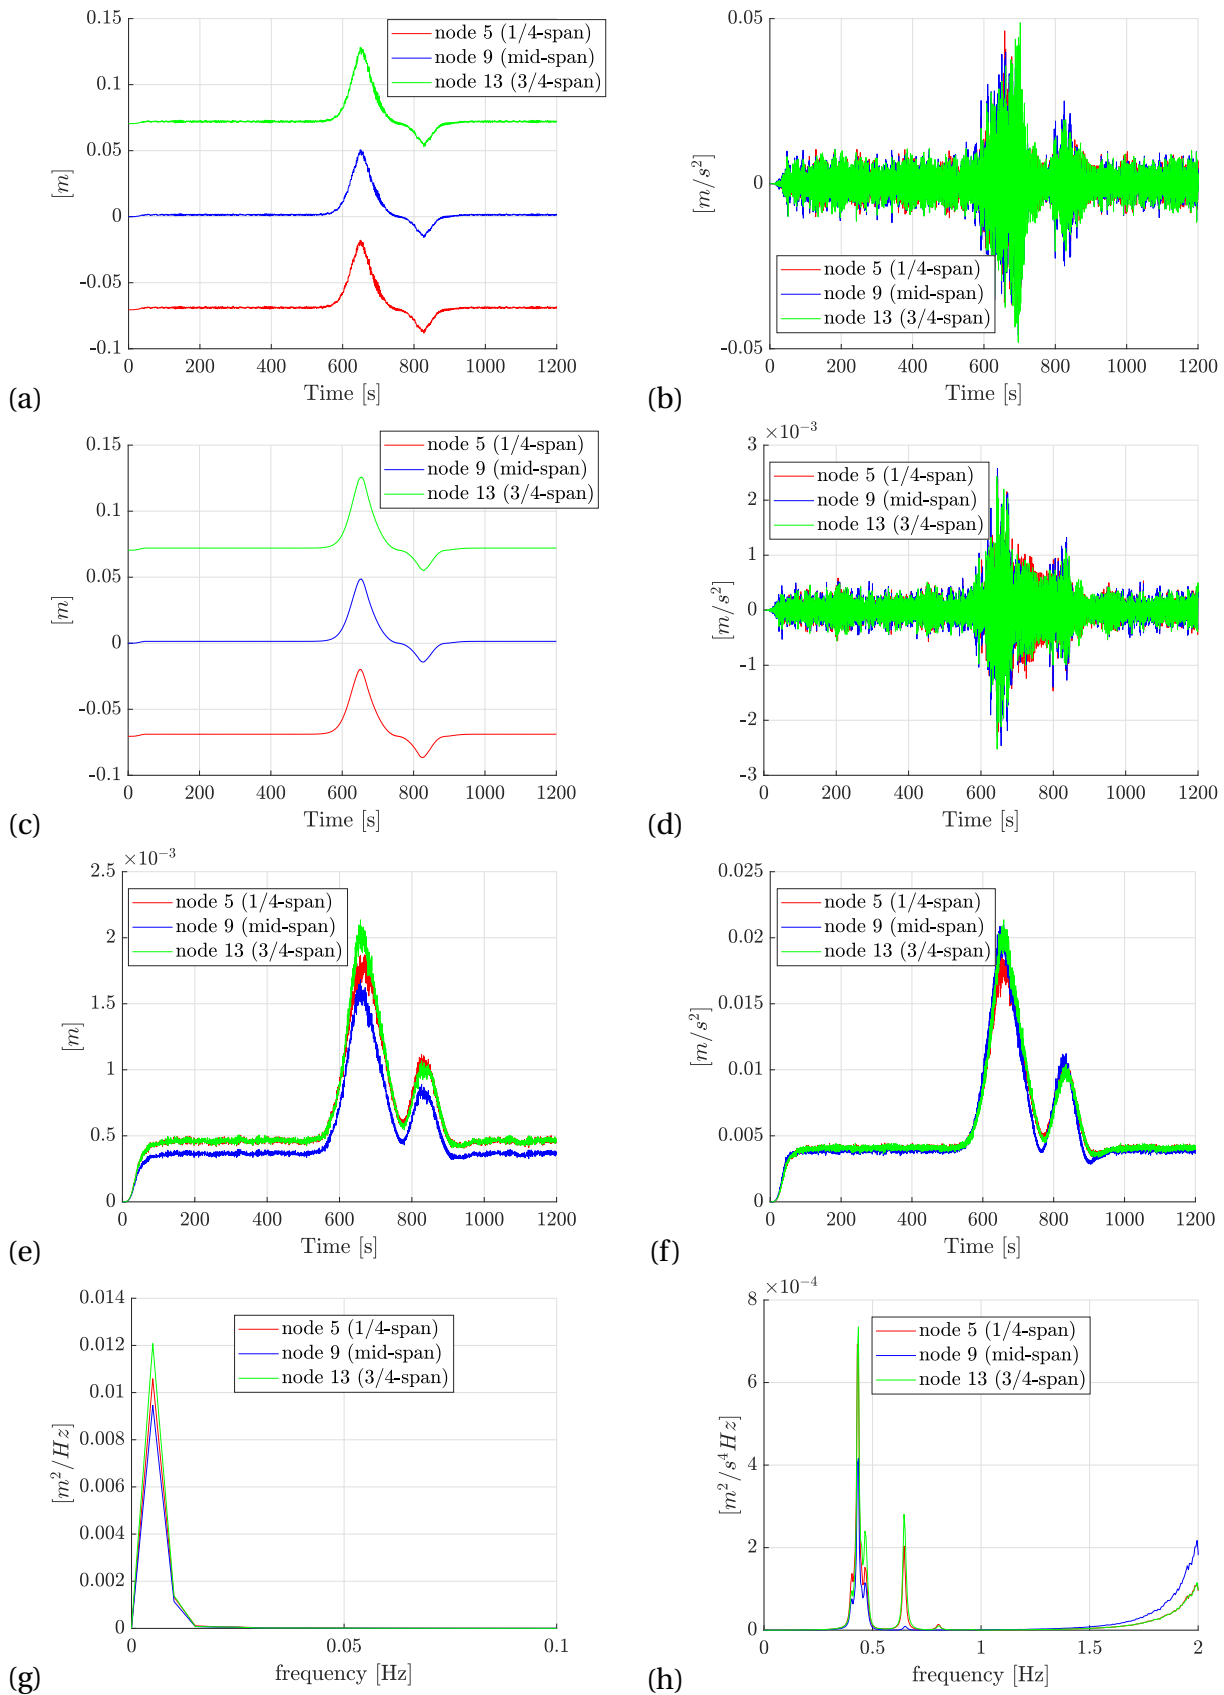 0.15
0.1
0.05
0
-0.05
-0.1
[m]
0 200 400 600 800 1000 1200
Time [s]
node 5 (1/4-span)
node 9 (mid-span)
node 13 (3/4-span)
(a)
0.05
0
-0.05
[m/s²]
0 200 400 600 800 1000 1200
Time [s]
node 5 (1/4-span)
node 9 (mid-span)
node 13 (3/4-span)
(b)
0.15
0.1
0.05
0
-0.05
-0.1
[m]
0 200 400 600 800 1000 1200
Time [s]
node 5 (1/4-span)
node 9 (mid-span)
node 13 (3/4-span)
(c)
×10⁻³
3
2
1
0
-1
-2
-3
[m/s²]
0 200 400 600 800 1000 1200
Time [s]
node 5 (1/4-span)
node 9 (mid-span)
node 13 (3/4-span)
(d)
×10⁻³
2.5
2
1.5
1
0.5
0
[m]
0 200 400 600 800 1000 1200
Time [s]
node 5 (1/4-span)
node 9 (mid-span)
node 13 (3/4-span)
(e)
0.025
0.02
0.015
0.01
0.005
0
[m/s²]
0 200 400 600 800 1000 1200
Time [s]
node 5 (1/4-span)
node 9 (mid-span)
node 13 (3/4-span)
(f)
0.014
0.012
0.01
0.008
0.006
0.004
0.002
0
[m²/Hz]
0 0.05 0.1
frequency [Hz]
node 5 (1/4-span)
node 9 (mid-span)
node 13 (3/4-span)
(g)
×10⁻⁴
8
6
4
2
0
[m²/s⁴Hz]
0 0.5 1 1.5 2
frequency [Hz]
node 5 (1/4-span)
node 9 (mid-span)
node 13 (3/4-span)
(h)